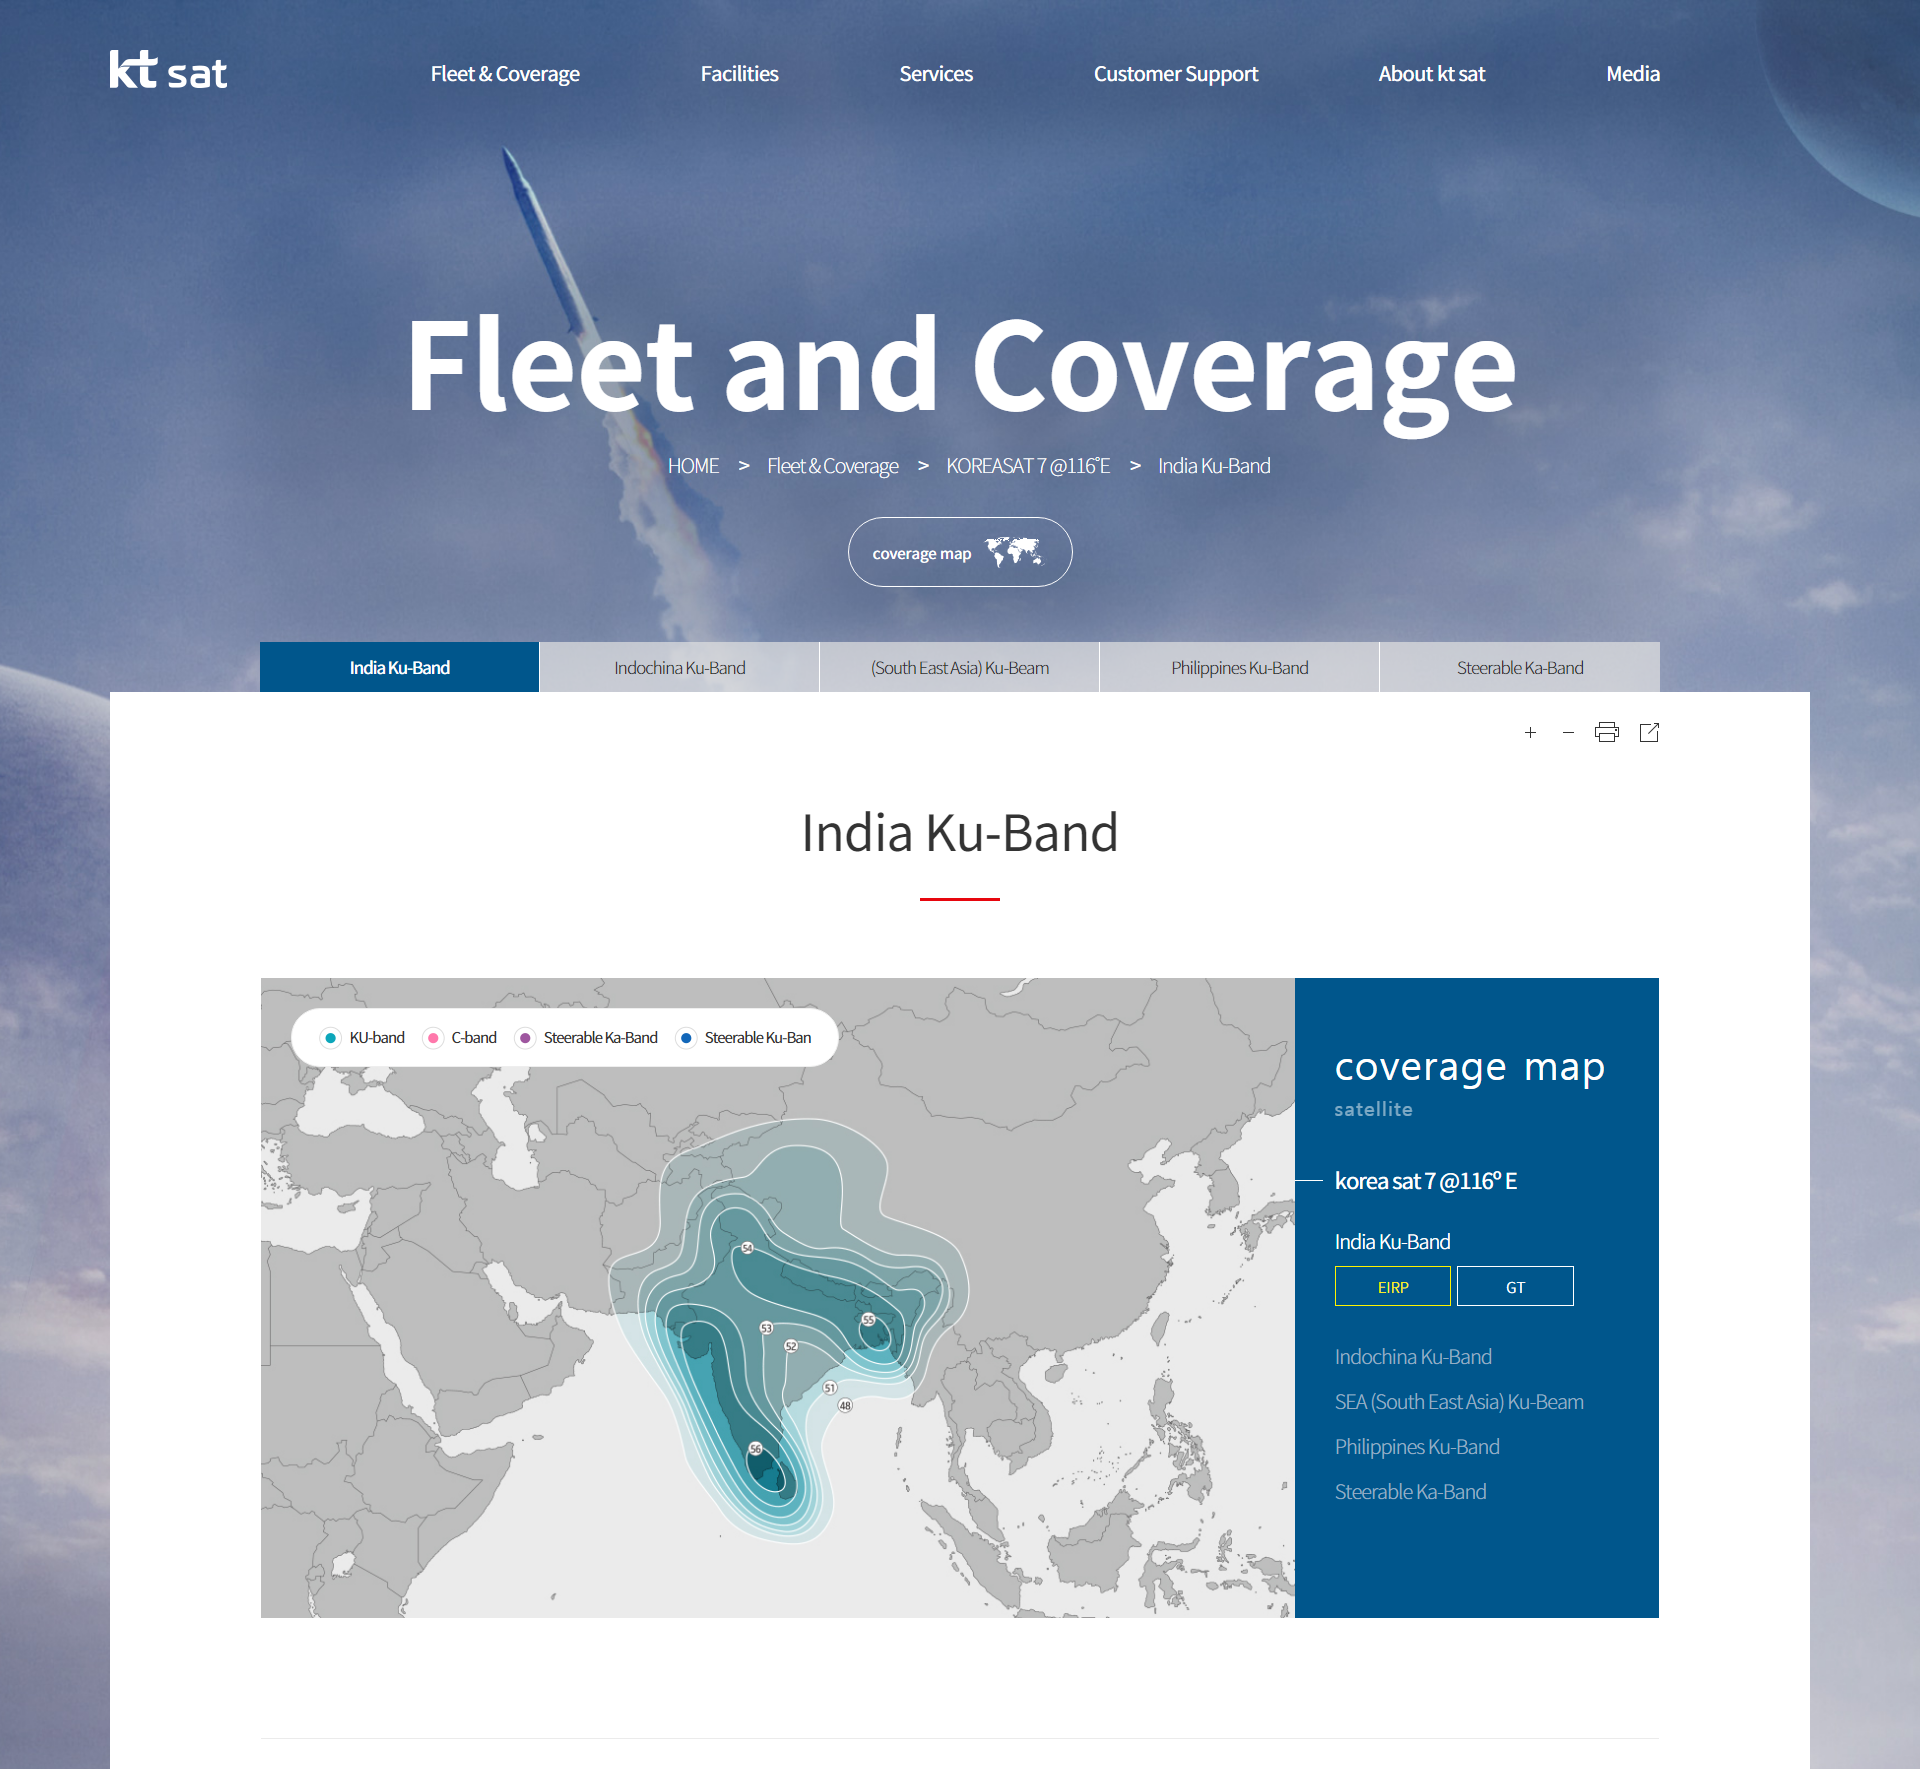 kt sat
Fleet & Coverage
Facilities
Services
Customer Support
About kt sat
Media
Fleet and Coverage
HOME > Fleet & Coverage > KOREASAT 7 @116°E > India Ku-Band
coverage map
India Ku-Band
Indochina Ku-Band
(South East Asia) Ku-Beam
Philippines Ku-Band
Steerable Ka-Band
India Ku-Band
KU-band
C-band
Steerable Ka-Band
Steerable Ku-Ban
54
55
53
52
51
48
56
coverage map
satellite
korea sat 7 @116º E
India Ku-Band
EIRP
GT
Indochina Ku-Band
SEA (South East Asia) Ku-Beam
Philippines Ku-Band
Steerable Ka-Band